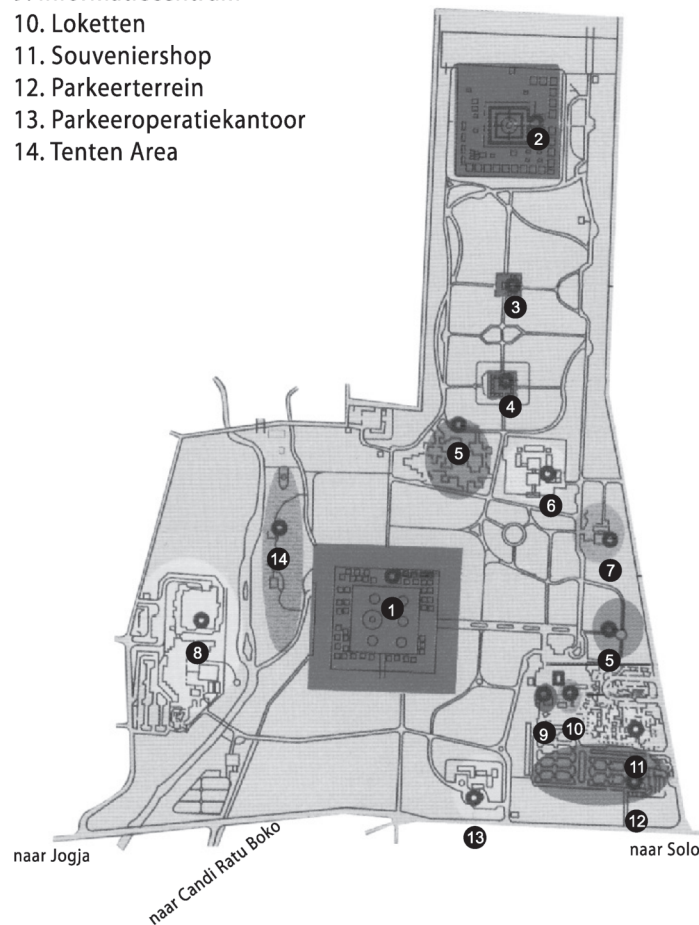 10. Loketten
11. Souveniershop
12. Parkeerterrein
13. Parkeeroperatiekantoor
14. Tenten Area
2
3
4
5
6
14
7
1
8
5
9
10
11
12
13
naar Jogja
naar Candi Ratu Boko
naar Solo